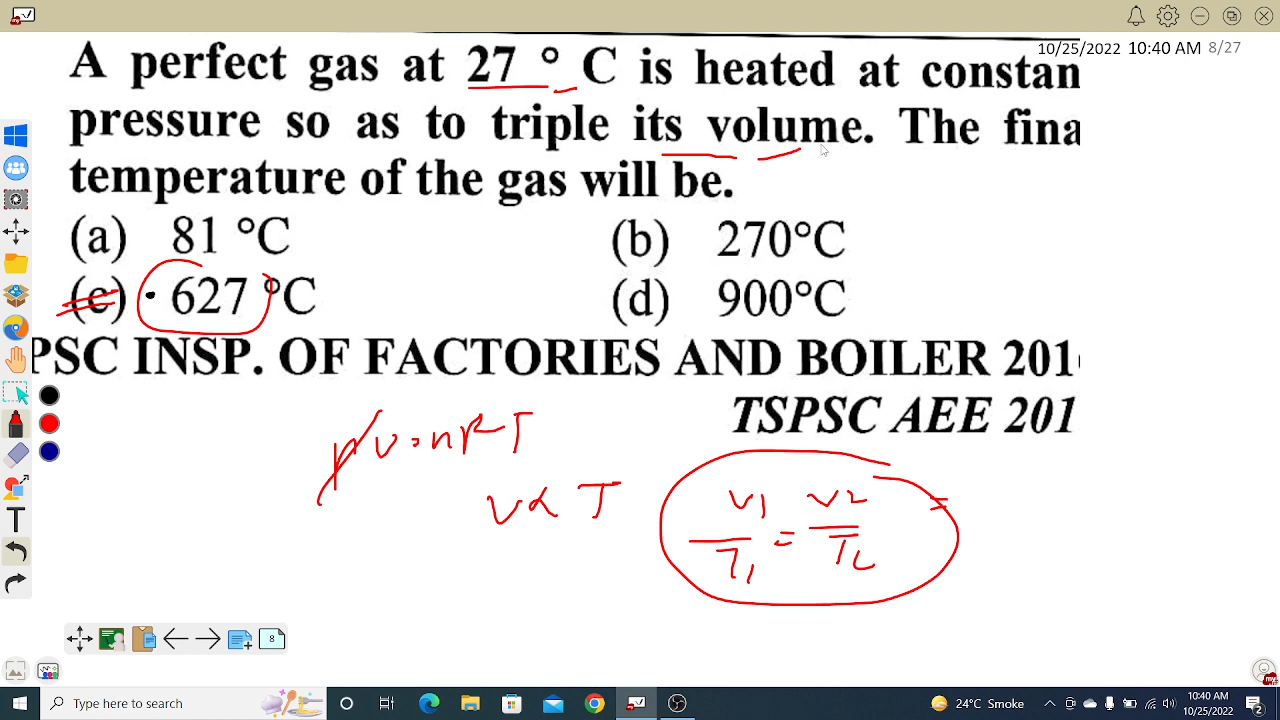 10/25/2022 10:40 AM 8/27
A perfect gas at 27 ° C is heated at constan
pressure so as to triple its volume. The fina
temperature of the gas will be.
(a) 81 °C (b) 270°C
(c) 627 °C (d) 900°C
PSC INSP. OF FACTORIES AND BOILER 201
TSPSC AEE 201
pv = nRT
v ∝ T
V1/T1 = V2/T2 =
T
8
Type here to search
24°C Smoke
10:40 AM
10/25/2022